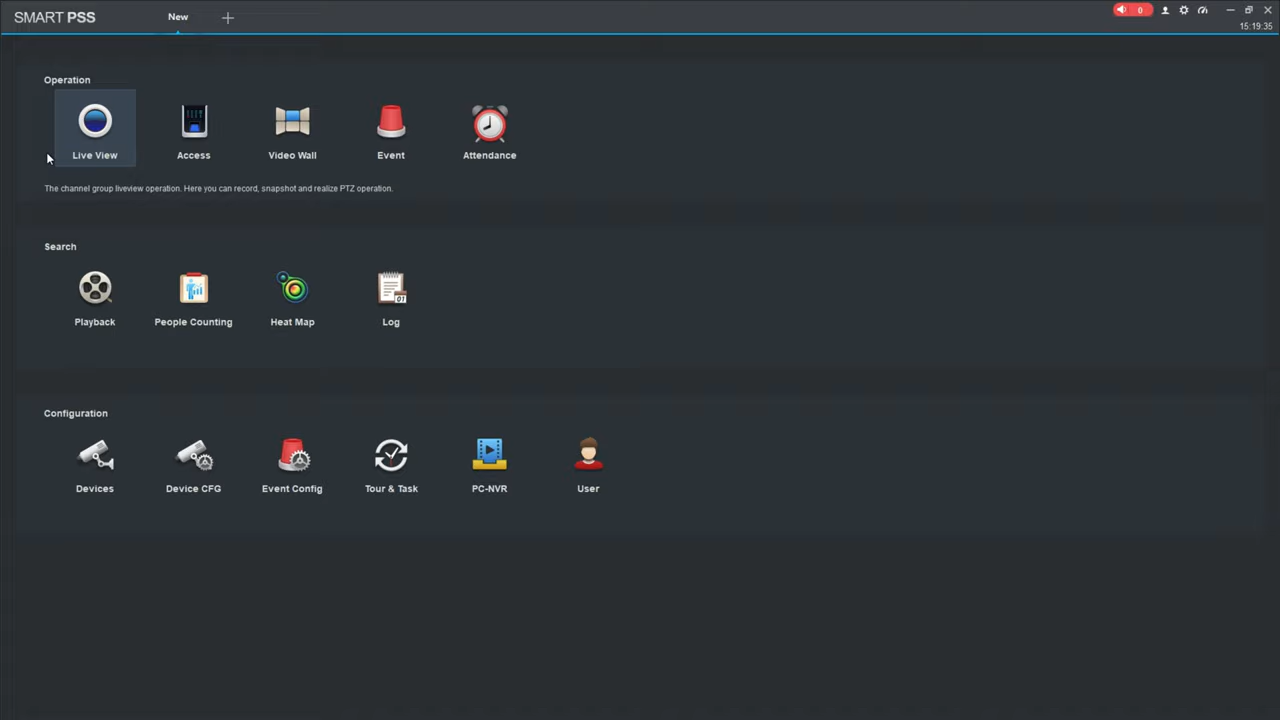 SMART PSS
New
0
15:19:35
Operation
Live View
Access
Video Wall
Event
Attendance
The channel group liveview operation. Here you can record, snapshot and realize PTZ operation.
Search
Playback
People Counting
Heat Map
01
Log
Configuration
Devices
Device CFG
Event Config
Tour & Task
PC-NVR
User